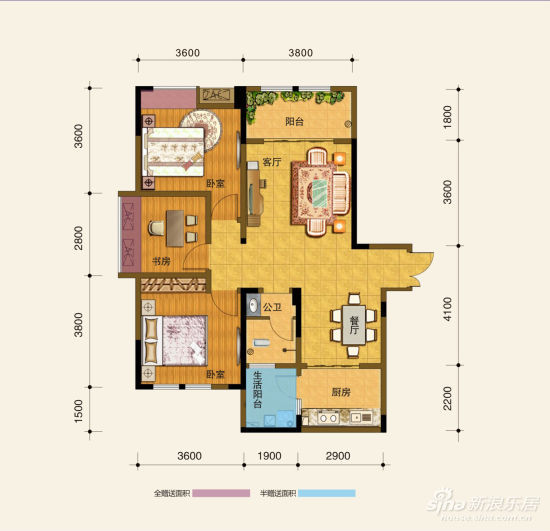 3600 3800
阳台
1800
客厅
3600
卧室
3600
书房
2800
公卫
餐厅
4100
卧室
3800
生活阳台
厨房
2200
1500
3600 1900 2900
全赠送面积 半赠送面积
sina新浪乐居
house.sina.com.cn